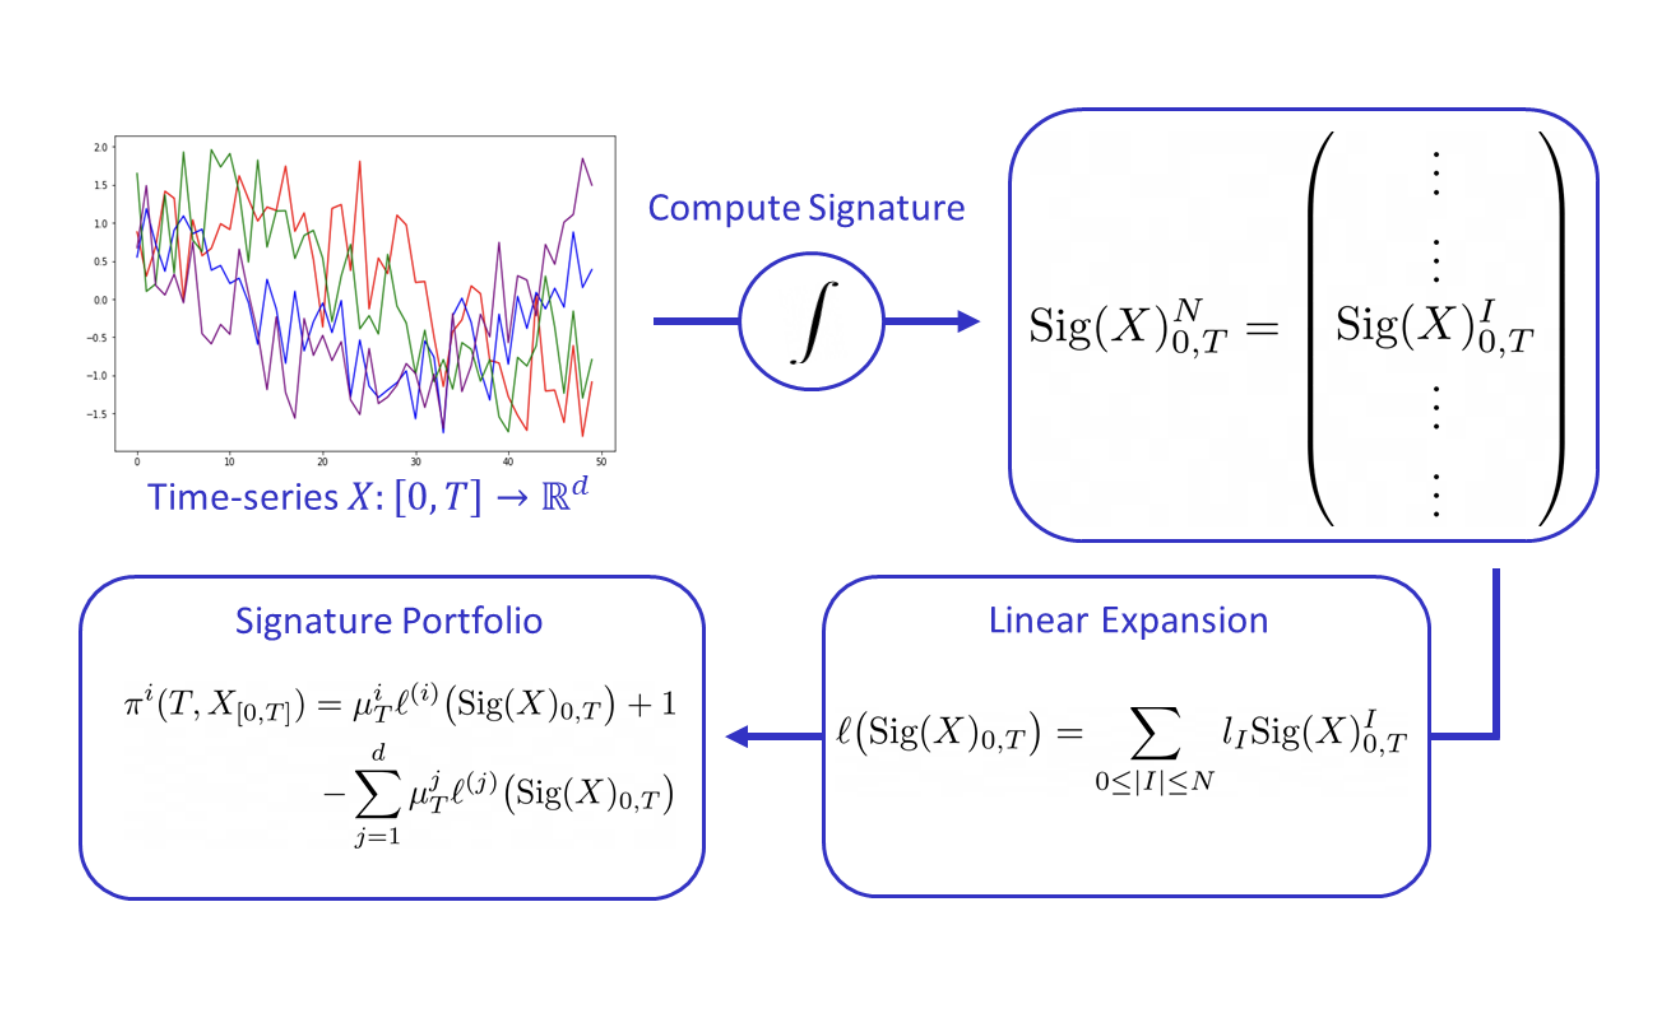 2.0
1.5
1.0
0.5
0.0
−0.5
−1.0
−1.5
0 10 20 30 40 50
Time-series X: [0, T] → ℝ^d
Compute Signature
∫
Sig(X)^N_{0,T} = ( ⋮ ⋮ Sig(X)^I_{0,T} ⋮ ⋮ )
Linear Expansion
ℓ(Sig(X)_{0,T}) = ∑_{0≤|I|≤N} l_I Sig(X)^I_{0,T}
Signature Portfolio
π^i(T, X_{[0,T]}) = μ^i_T ℓ^{(i)}(Sig(X)_{0,T}) + 1
− ∑_{j=1}^{d} μ^j_T ℓ^{(j)}(Sig(X)_{0,T})